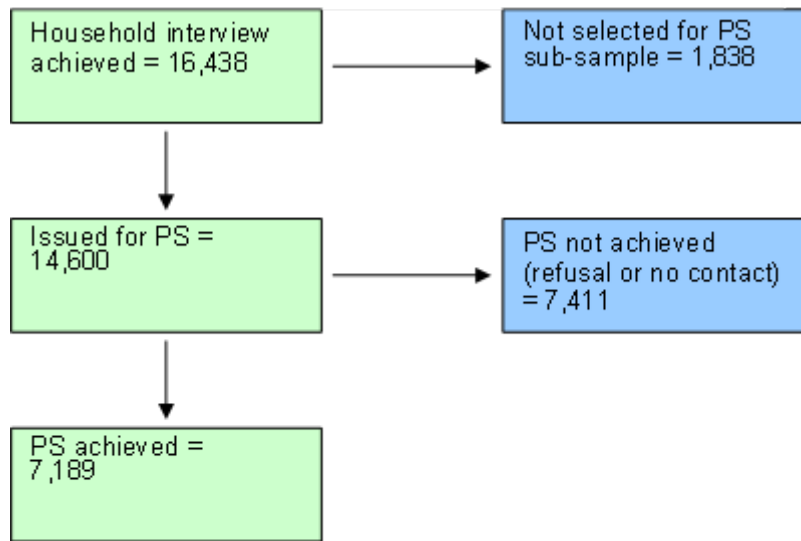 Household interview
achieved = 16,438
Not selected for PS
sub-sample = 1,838
Issued for PS =
14,600
PS not achieved
(refusal or no contact)
= 7,411
PS achieved =
7,189